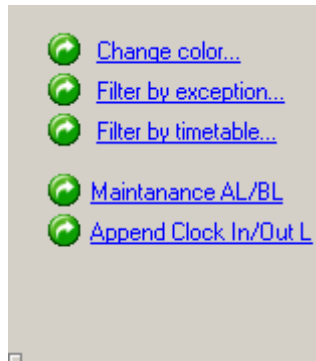 Change color...
Filter by exception...
Filter by timetable...
Maintanance AL/BL
Append Clock In/Out L